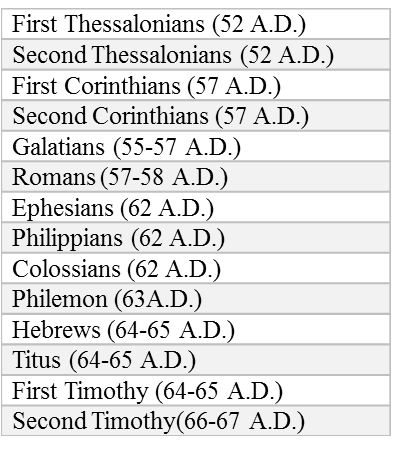 First Thessalonians (52 A.D.)
Second Thessalonians (52 A.D.)
First Corinthians (57 A.D.)
Second Corinthians (57 A.D.)
Galatians (55-57 A.D.)
Romans (57-58 A.D.)
Ephesians (62 A.D.)
Philippians (62 A.D.)
Colossians (62 A.D.)
Philemon (63A.D.)
Hebrews (64-65 A.D.)
Titus (64-65 A.D.)
First Timothy (64-65 A.D.)
Second Timothy(66-67 A.D.)